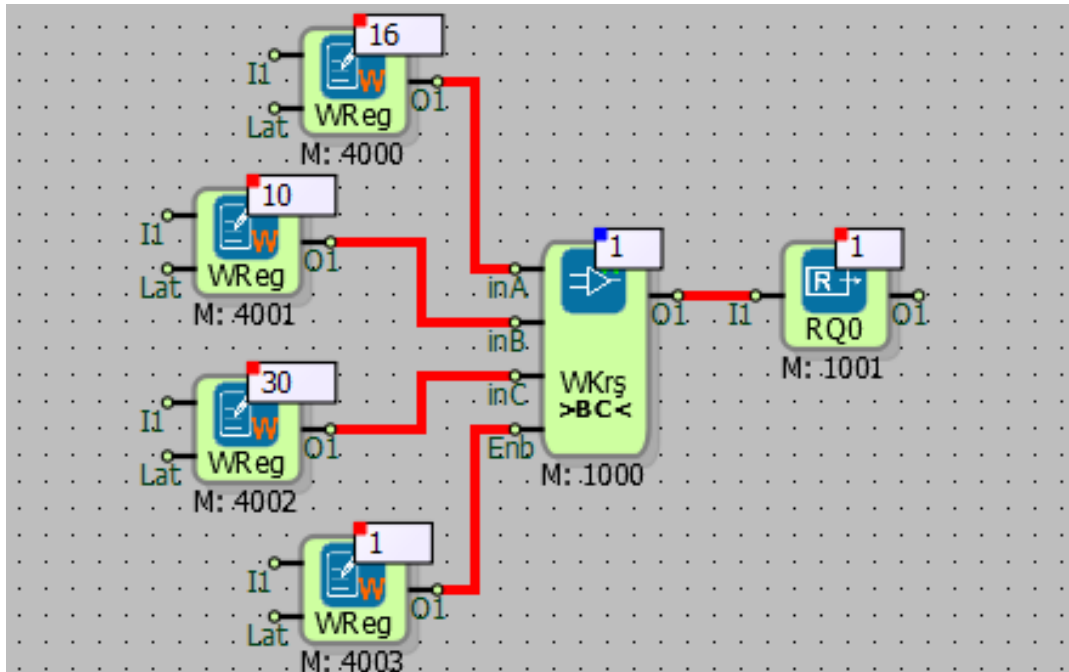 16
I1
W
O1
Lat
WReg
M: 4000
10
I1
W
O1
Lat
WReg
M: 4001
30
I1
W
O1
Lat
WReg
M: 4002
1
I1
W
O1
Lat
WReg
M: 4003
1
inA
inB
inC
Enb
O1
WKrş
>BC<
M: 1000
1
I1
R
O1
RQ0
M: 1001